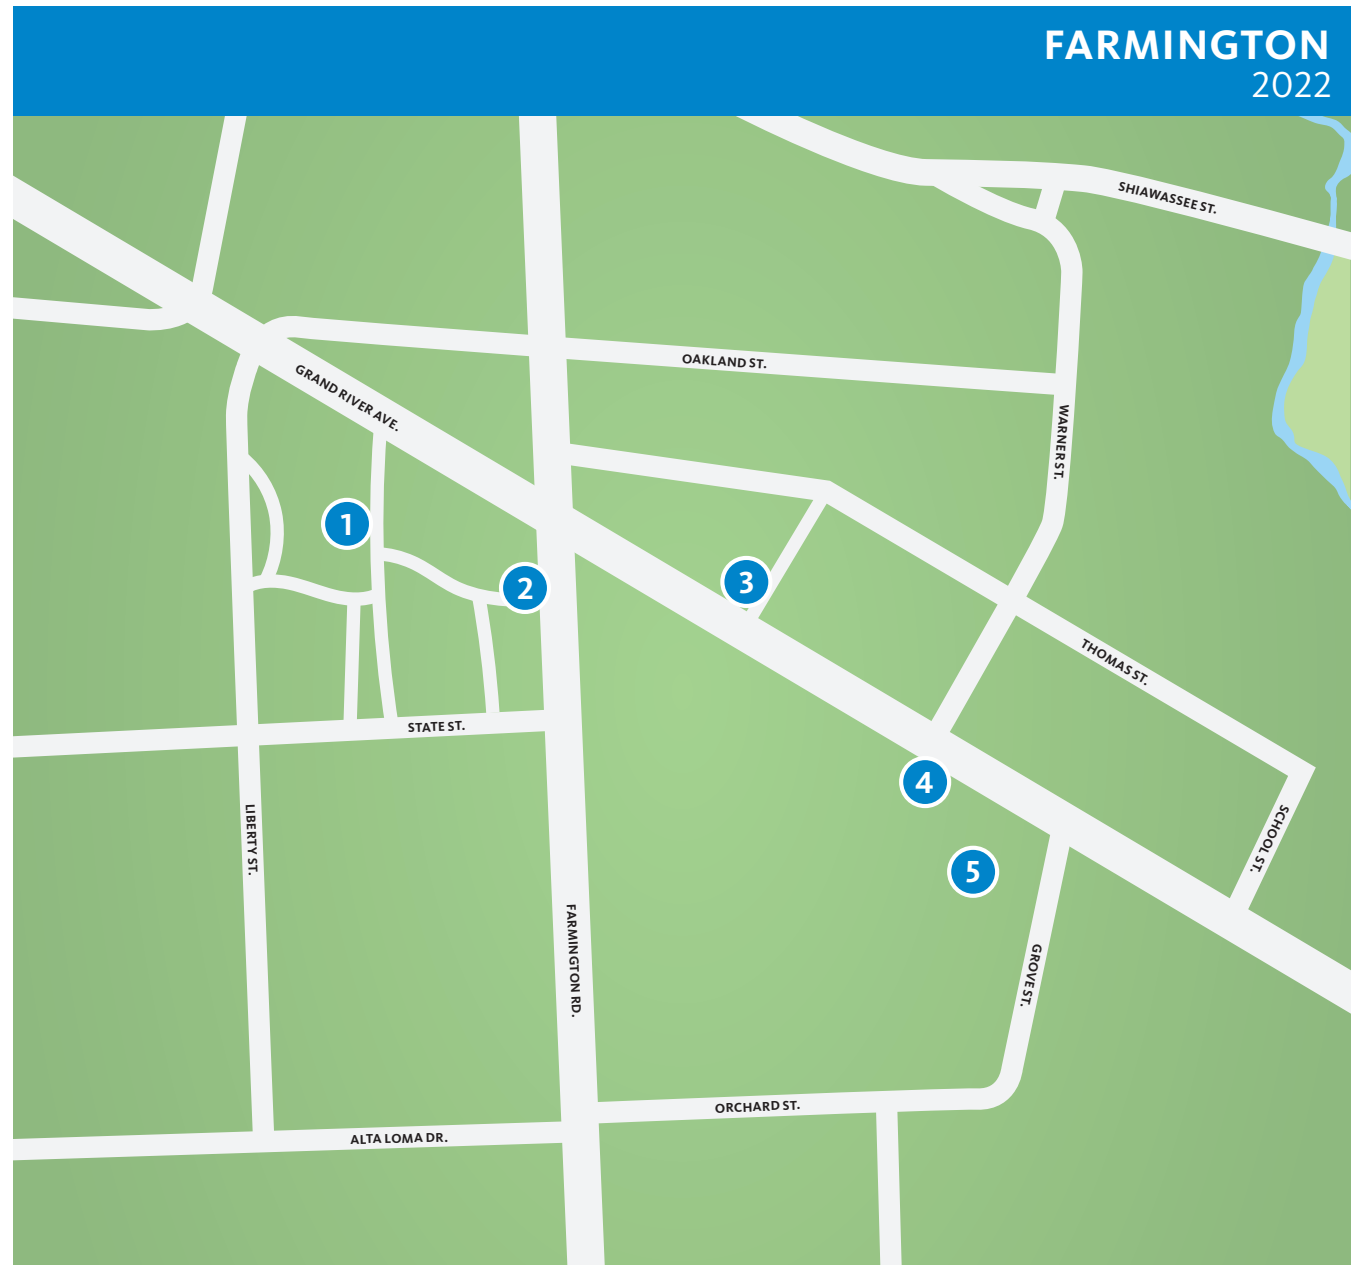 FARMINGTON
2022
SHIAWASSEE ST.
OAKLAND ST.
GRAND RIVER AVE.
WARNER ST.
1
2
3
THOMAS ST.
STATE ST.
4
LIBERTY ST.
SCHOOL ST.
5
FARMINGTON RD.
GROVE ST.
ORCHARD ST.
ALTA LOMA DR.